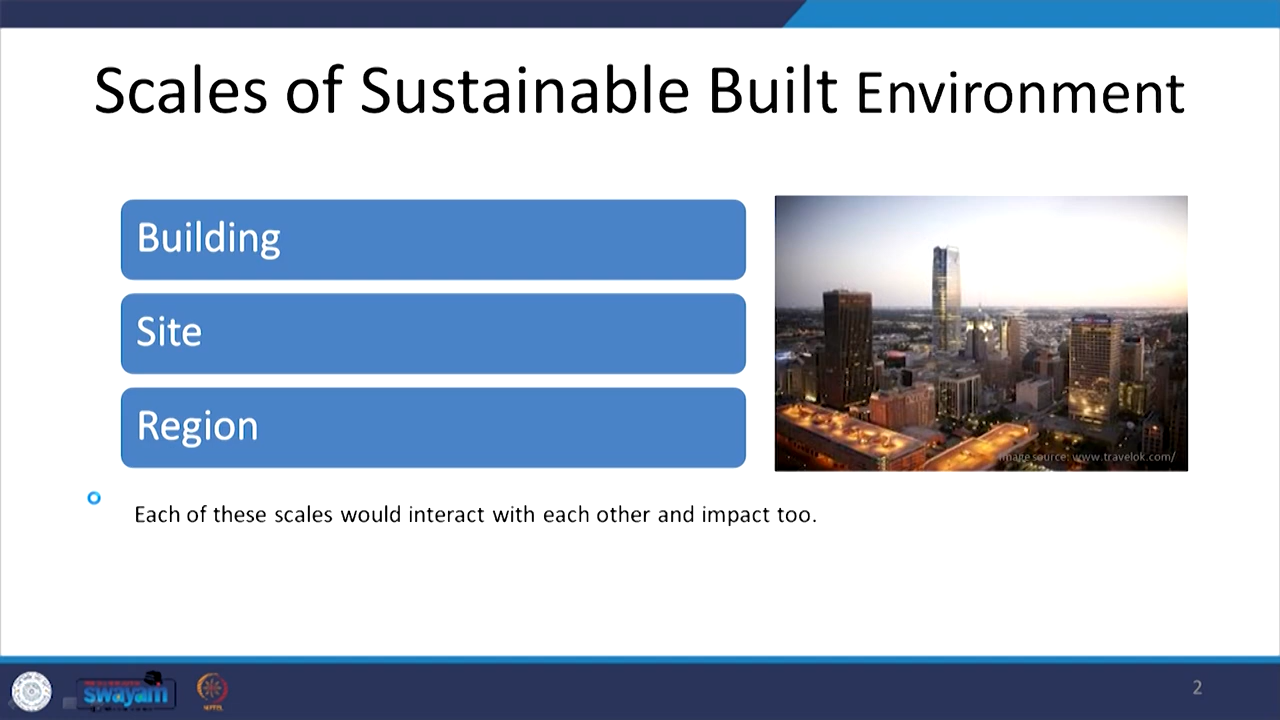 Scales of Sustainable Built Environment
Building
Site
Region
image source: www.travelok.com/
Each of these scales would interact with each other and impact too.
swayam
2